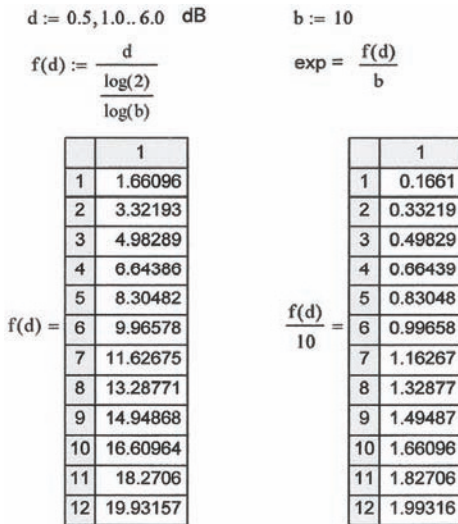 d := 0.5, 1.0.. 6.0 dB b := 10
f(d) := d / (log(2) / log(b)) exp = f(d) / b
1 1
1 1.66096 1 0.1661
2 3.32193 2 0.33219
3 4.98289 3 0.49829
4 6.64386 4 0.66439
5 8.30482 5 0.83048
f(d) = 6 9.96578 f(d) / 10 = 6 0.99658
7 11.62675 7 1.16267
8 13.28771 8 1.32877
9 14.94868 9 1.49487
10 16.60964 10 1.66096
11 18.2706 11 1.82706
12 19.93157 12 1.99316